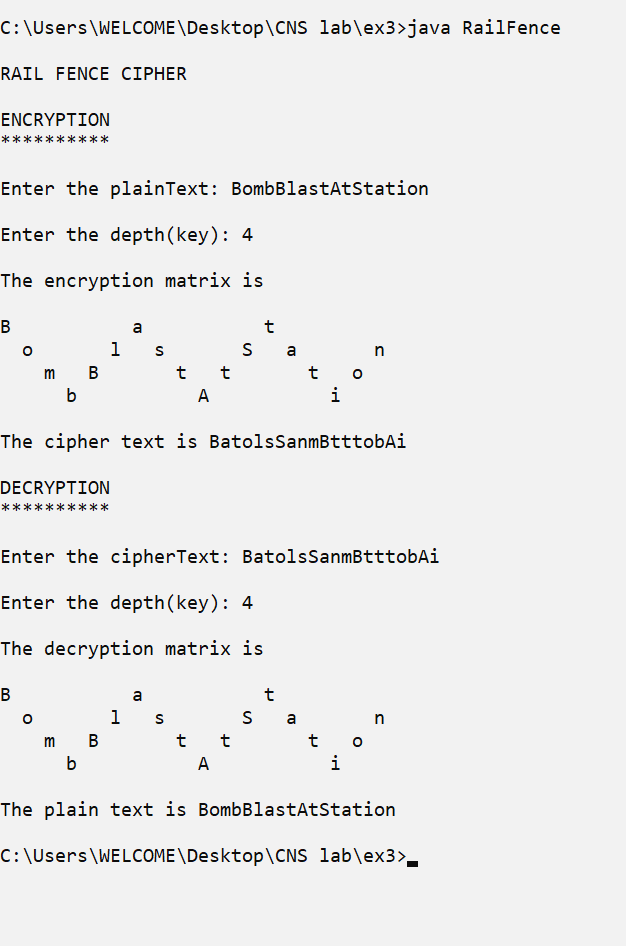 C:\Users\WELCOME\Desktop\CNS lab\ex3>java RailFence
RAIL FENCE CIPHER
ENCRYPTION
**********
Enter the plainText: BombBlastAtStation
Enter the depth(key): 4
The encryption matrix is
B           a           t
  o       l   s       S   a       n
    m   B       t   t       t   o
      b           A           i
The cipher text is BatolsSanmBtttobAi
DECRYPTION
**********
Enter the cipherText: BatolsSanmBtttobAi
Enter the depth(key): 4
The decryption matrix is
B           a           t
  o       l   s       S   a       n
    m   B       t   t       t   o
      b           A           i
The plain text is BombBlastAtStation
C:\Users\WELCOME\Desktop\CNS lab\ex3>